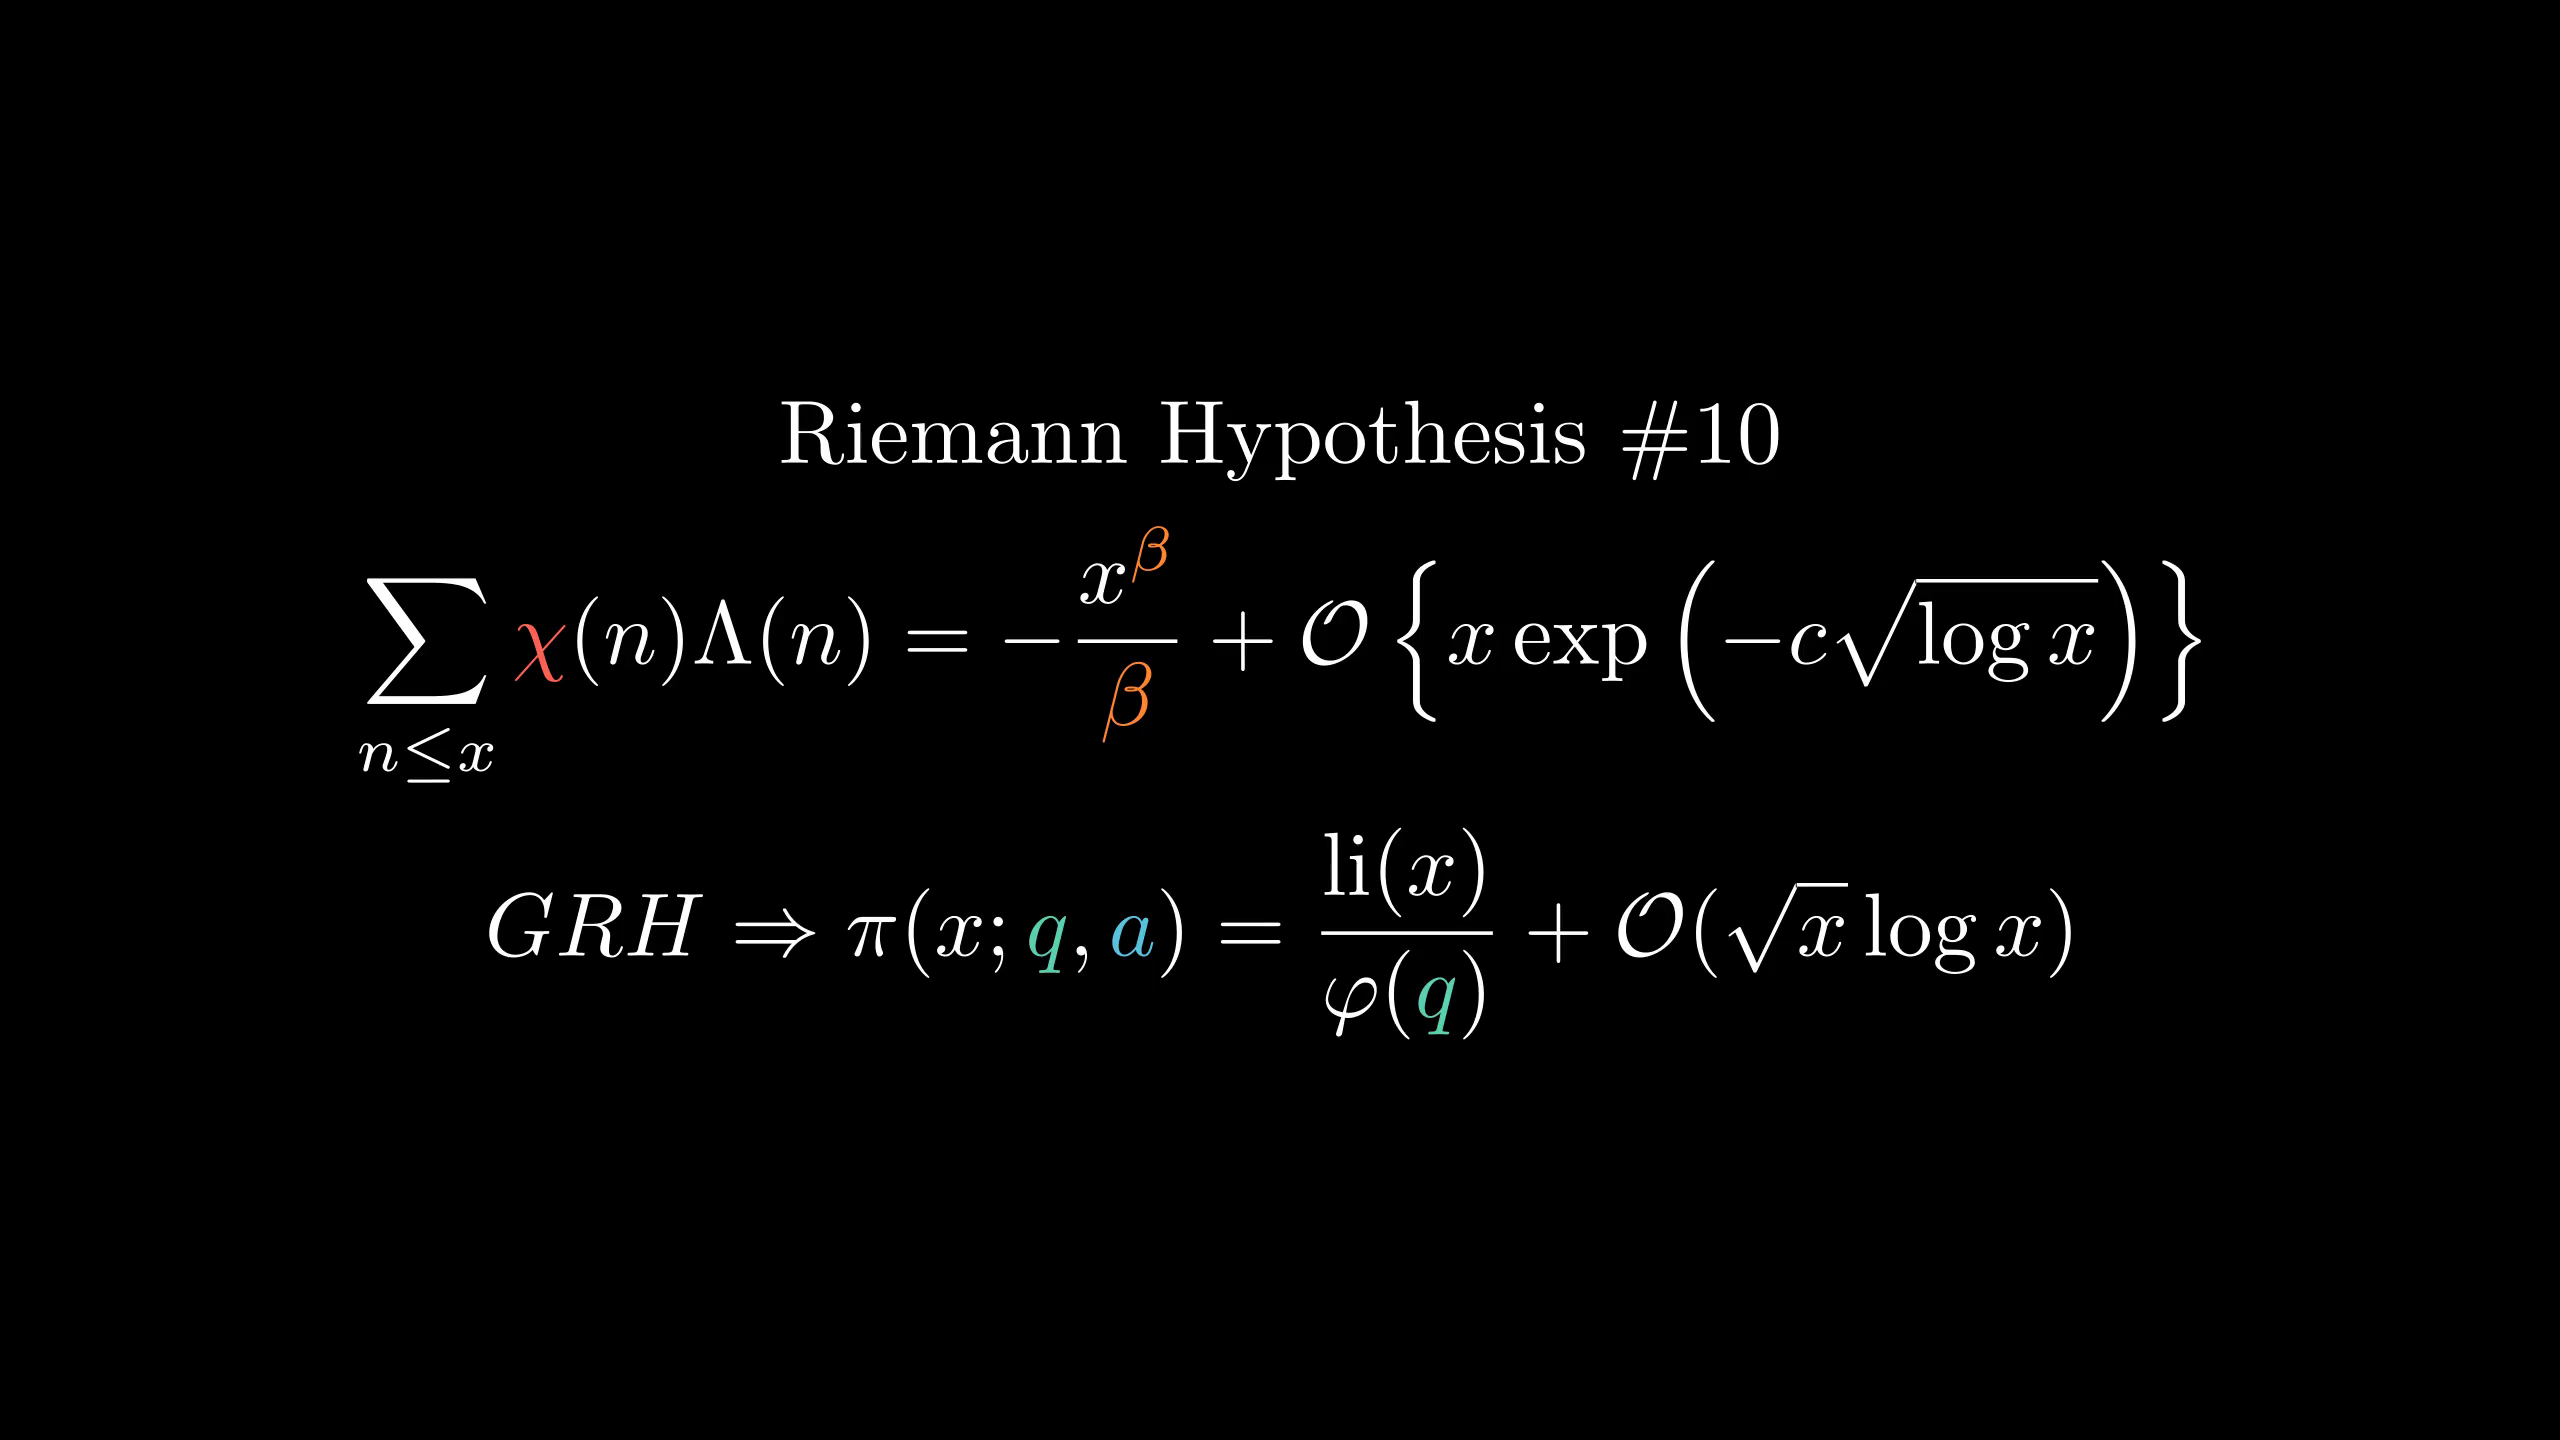 Riemann Hypothesis #10
$$\sum_{n \leq x} \chi(n)\Lambda(n) = -\frac{x^{\beta}}{\beta} + \mathcal{O}\left\{x \exp\left(-c\sqrt{\log x}\right)\right\}$$
$$GRH \Rightarrow \pi(x; q, a) = \frac{\mathrm{li}(x)}{\varphi(q)} + \mathcal{O}(\sqrt{x} \log x)$$